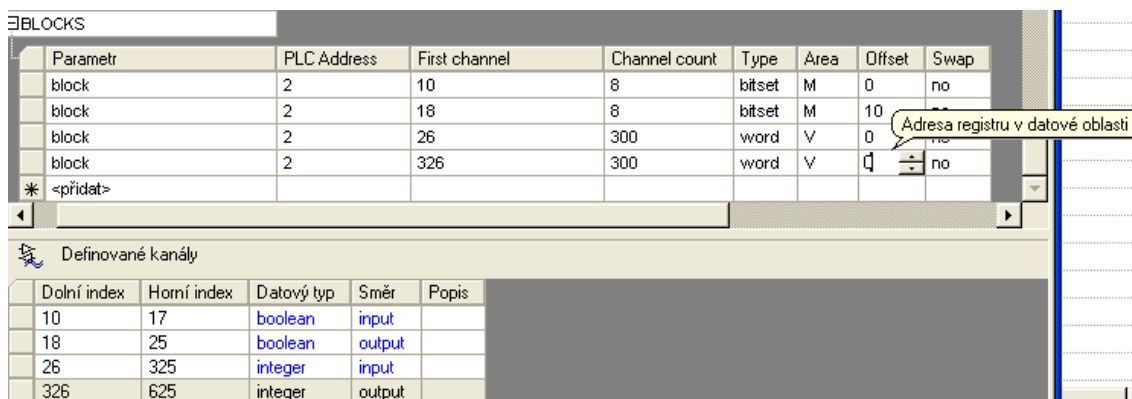 BLOCKS
Parametr PLC Address First channel Channel count Type Area Offset Swap
block 2 10 8 bitset M 0 no
block 2 18 8 bitset M 10
block 2 26 300 word V 0 no
block 2 326 300 word V 0 no
<přidat>
Adresa registru v datové oblasti
Definované kanály
Dolní index Horní index Datový typ Směr Popis
10 17 boolean input
18 25 boolean output
26 325 integer input
326 625 integer output